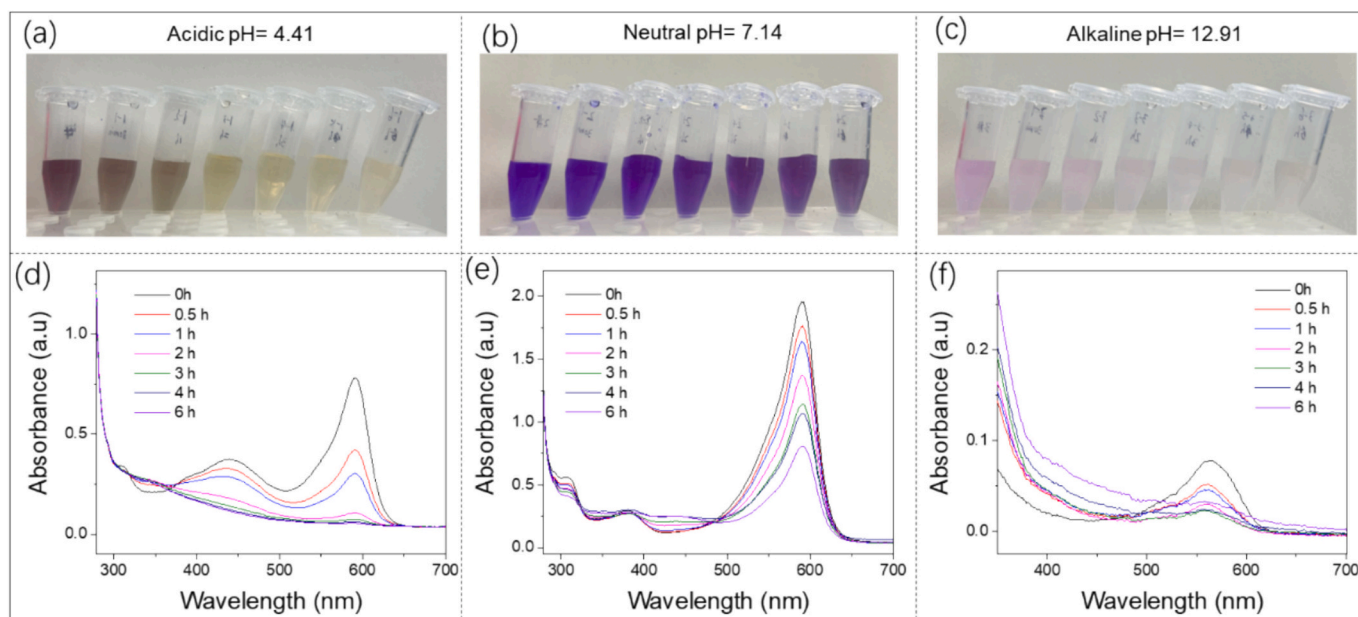 (a)
Acidic pH= 4.41
(b)
Neutral pH= 7.14
(c)
Alkaline pH= 12.91
(d)
Absorbance (a.u)
1.0
0.5
0.0
0h
0.5 h
1 h
2 h
3 h
4 h
6 h
300 400 500 600 700
Wavelength (nm)
(e)
Absorbance (a.u)
2.0
1.5
1.0
0.5
0.0
0h
0.5 h
1 h
2 h
3 h
4 h
6 h
300 400 500 600 700
Wavelength (nm)
(f)
Absorbance (a.u)
0.2
0.1
0.0
0h
0.5 h
1 h
2 h
3 h
4 h
6 h
400 500 600 700
Wavelength (nm)